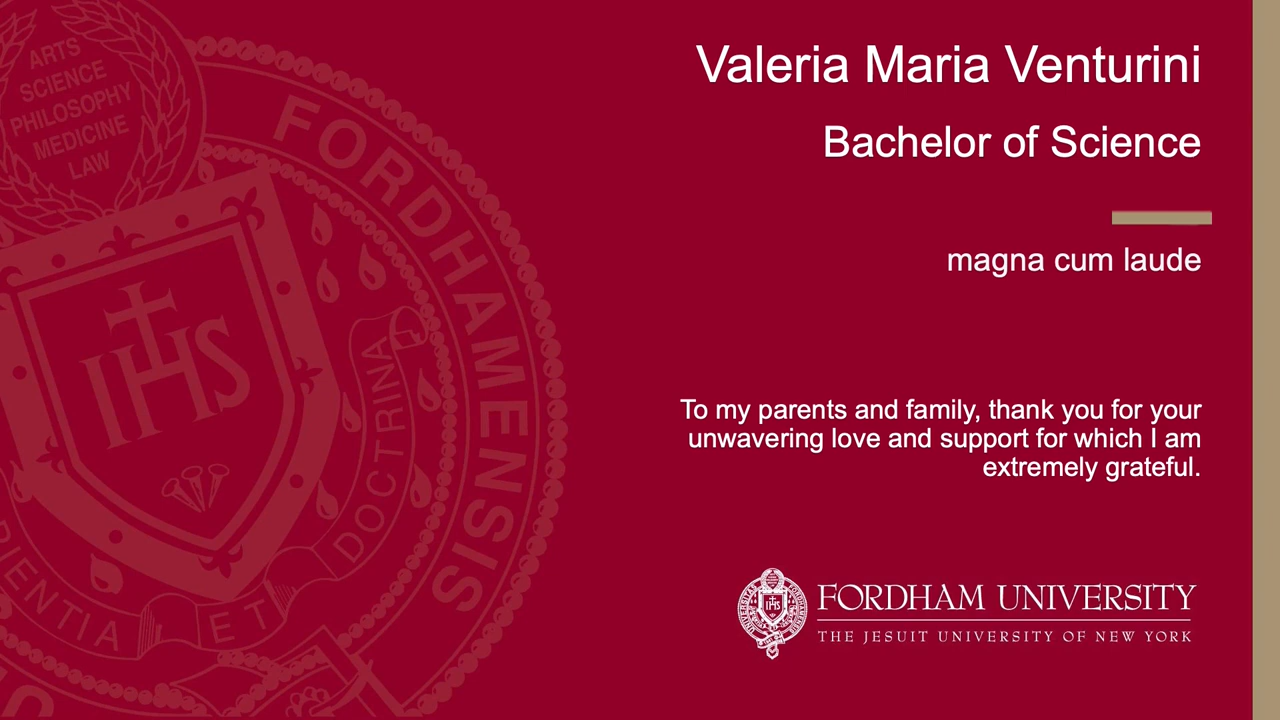 ARTS
SCIENCE
PHILOSOPHY
MEDICINE
LAW
FORDHAMENSIS
IHS
DOCTRINA
ET
Valeria Maria Venturini
Bachelor of Science
magna cum laude
To my parents and family, thank you for your
unwavering love and support for which I am
extremely grateful.
IHS
FORDHAM UNIVERSITY
THE JESUIT UNIVERSITY OF NEW YORK